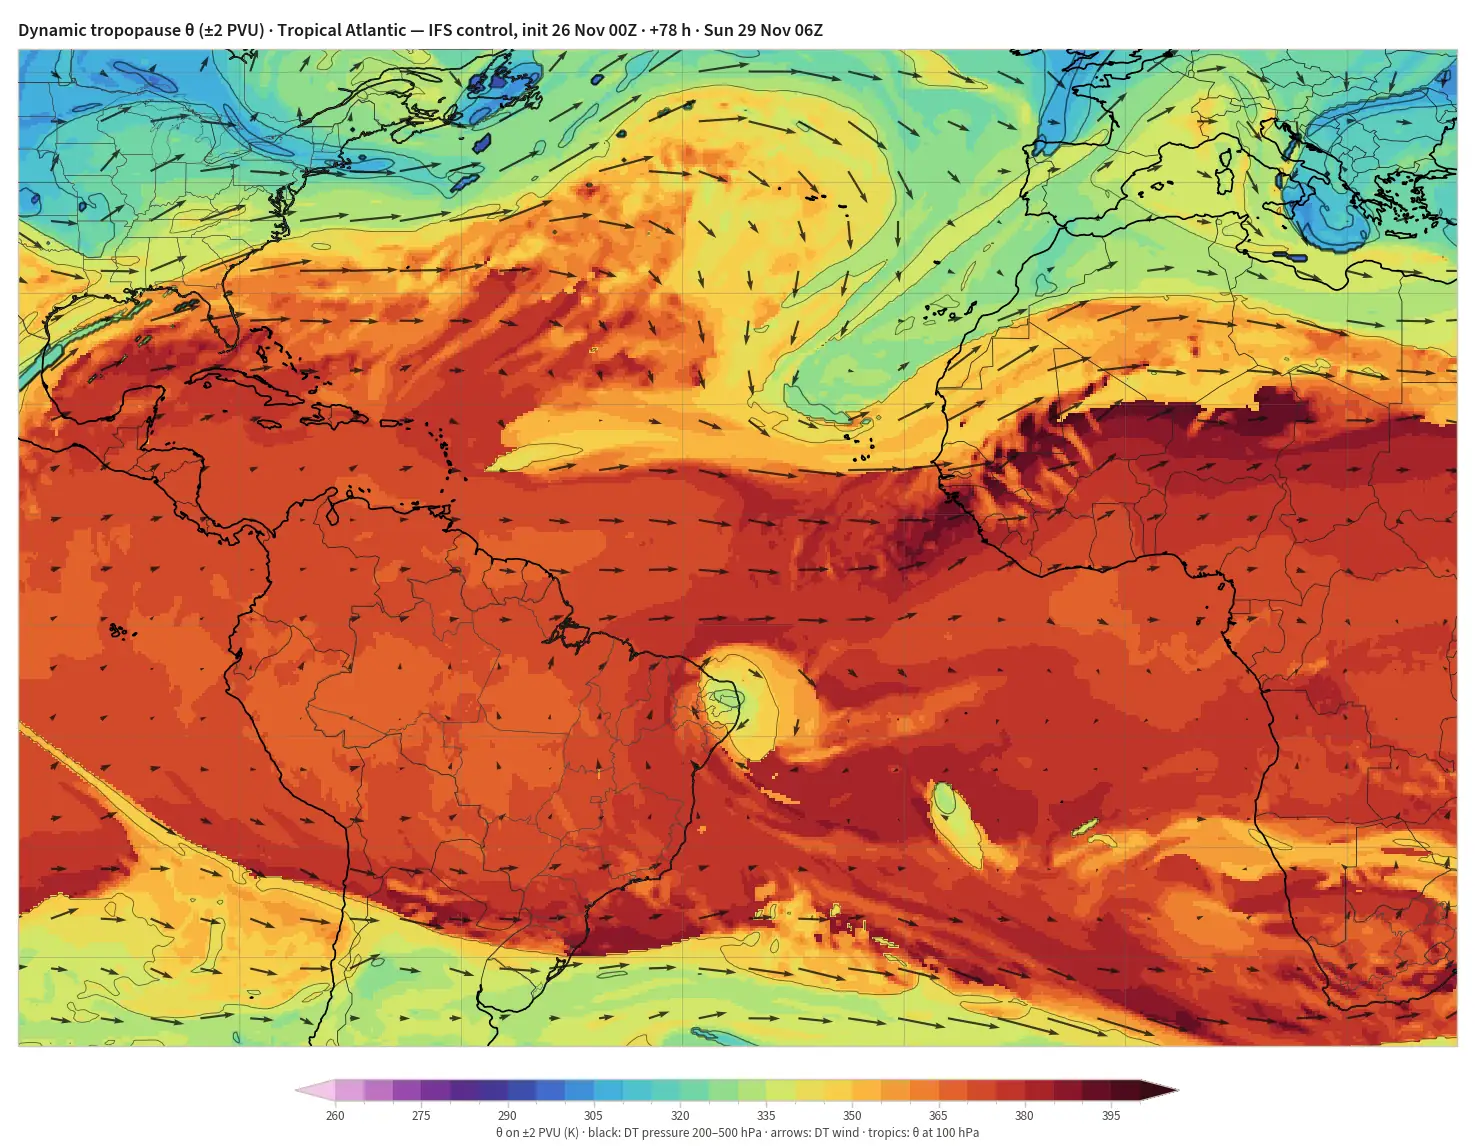 Dynamic tropopause θ (±2 PVU) · Tropical Atlantic — IFS control, init 26 Nov 00Z · +78 h · Sun 29 Nov 06Z
260 275 290 305 320 335 350 365 380 395
θ on ±2 PVU (K) · black: DT pressure 200–500 hPa · arrows: DT wind · tropics: θ at 100 hPa